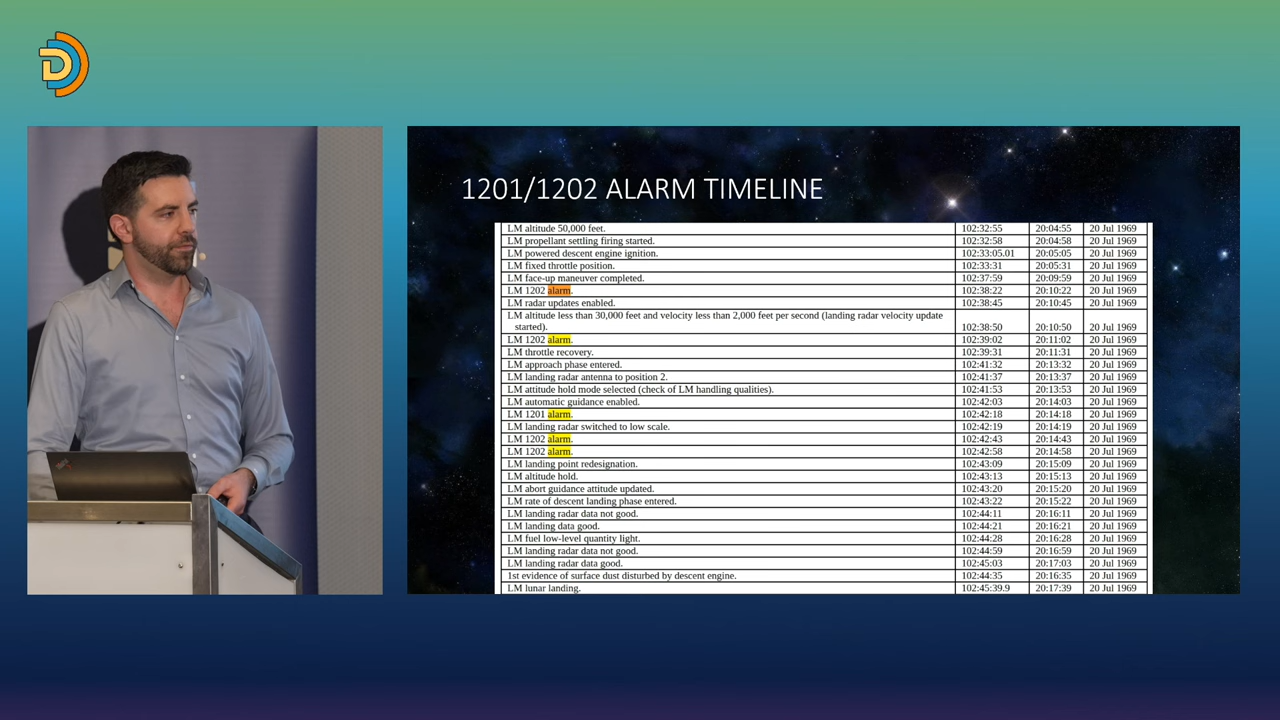 D
1201/1202 ALARM TIMELINE
LM altitude 50,000 feet. 102:32:55 20:04:55 20 Jul 1969
LM propellant settling firing started. 102:32:58 20:04:58 20 Jul 1969
LM powered descent engine ignition. 102:33:05.01 20:05:05 20 Jul 1969
LM fixed throttle position. 102:33:31 20:05:31 20 Jul 1969
LM face-up maneuver completed. 102:37:59 20:09:59 20 Jul 1969
LM 1202 alarm. 102:38:22 20:10:22 20 Jul 1969
LM radar updates enabled. 102:38:45 20:10:45 20 Jul 1969
LM altitude less than 30,000 feet and velocity less than 2,000 feet per second (landing radar velocity update
started). 102:38:50 20:10:50 20 Jul 1969
LM 1202 alarm. 102:39:02 20:11:02 20 Jul 1969
LM throttle recovery. 102:39:31 20:11:31 20 Jul 1969
LM approach phase entered. 102:41:32 20:13:32 20 Jul 1969
LM landing radar antenna to position 2. 102:41:37 20:13:37 20 Jul 1969
LM attitude hold mode selected (check of LM handling qualities). 102:41:53 20:13:53 20 Jul 1969
LM automatic guidance enabled. 102:42:03 20:14:03 20 Jul 1969
LM 1201 alarm. 102:42:18 20:14:18 20 Jul 1969
LM landing radar switched to low scale. 102:42:19 20:14:19 20 Jul 1969
LM 1202 alarm. 102:42:43 20:14:43 20 Jul 1969
LM 1202 alarm. 102:42:58 20:14:58 20 Jul 1969
LM landing point redesignation. 102:43:09 20:15:09 20 Jul 1969
LM altitude hold. 102:43:13 20:15:13 20 Jul 1969
LM abort guidance attitude updated. 102:43:20 20:15:20 20 Jul 1969
LM rate of descent landing phase entered. 102:43:22 20:15:22 20 Jul 1969
LM landing radar data not good. 102:44:11 20:16:11 20 Jul 1969
LM landing data good. 102:44:21 20:16:21 20 Jul 1969
LM fuel low-level quantity light. 102:44:28 20:16:28 20 Jul 1969
LM landing radar data not good. 102:44:59 20:16:59 20 Jul 1969
LM landing radar data good. 102:45:03 20:17:03 20 Jul 1969
1st evidence of surface dust disturbed by descent engine. 102:44:35 20:16:35 20 Jul 1969
LM lunar landing. 102:45:39.9 20:17:39 20 Jul 1969